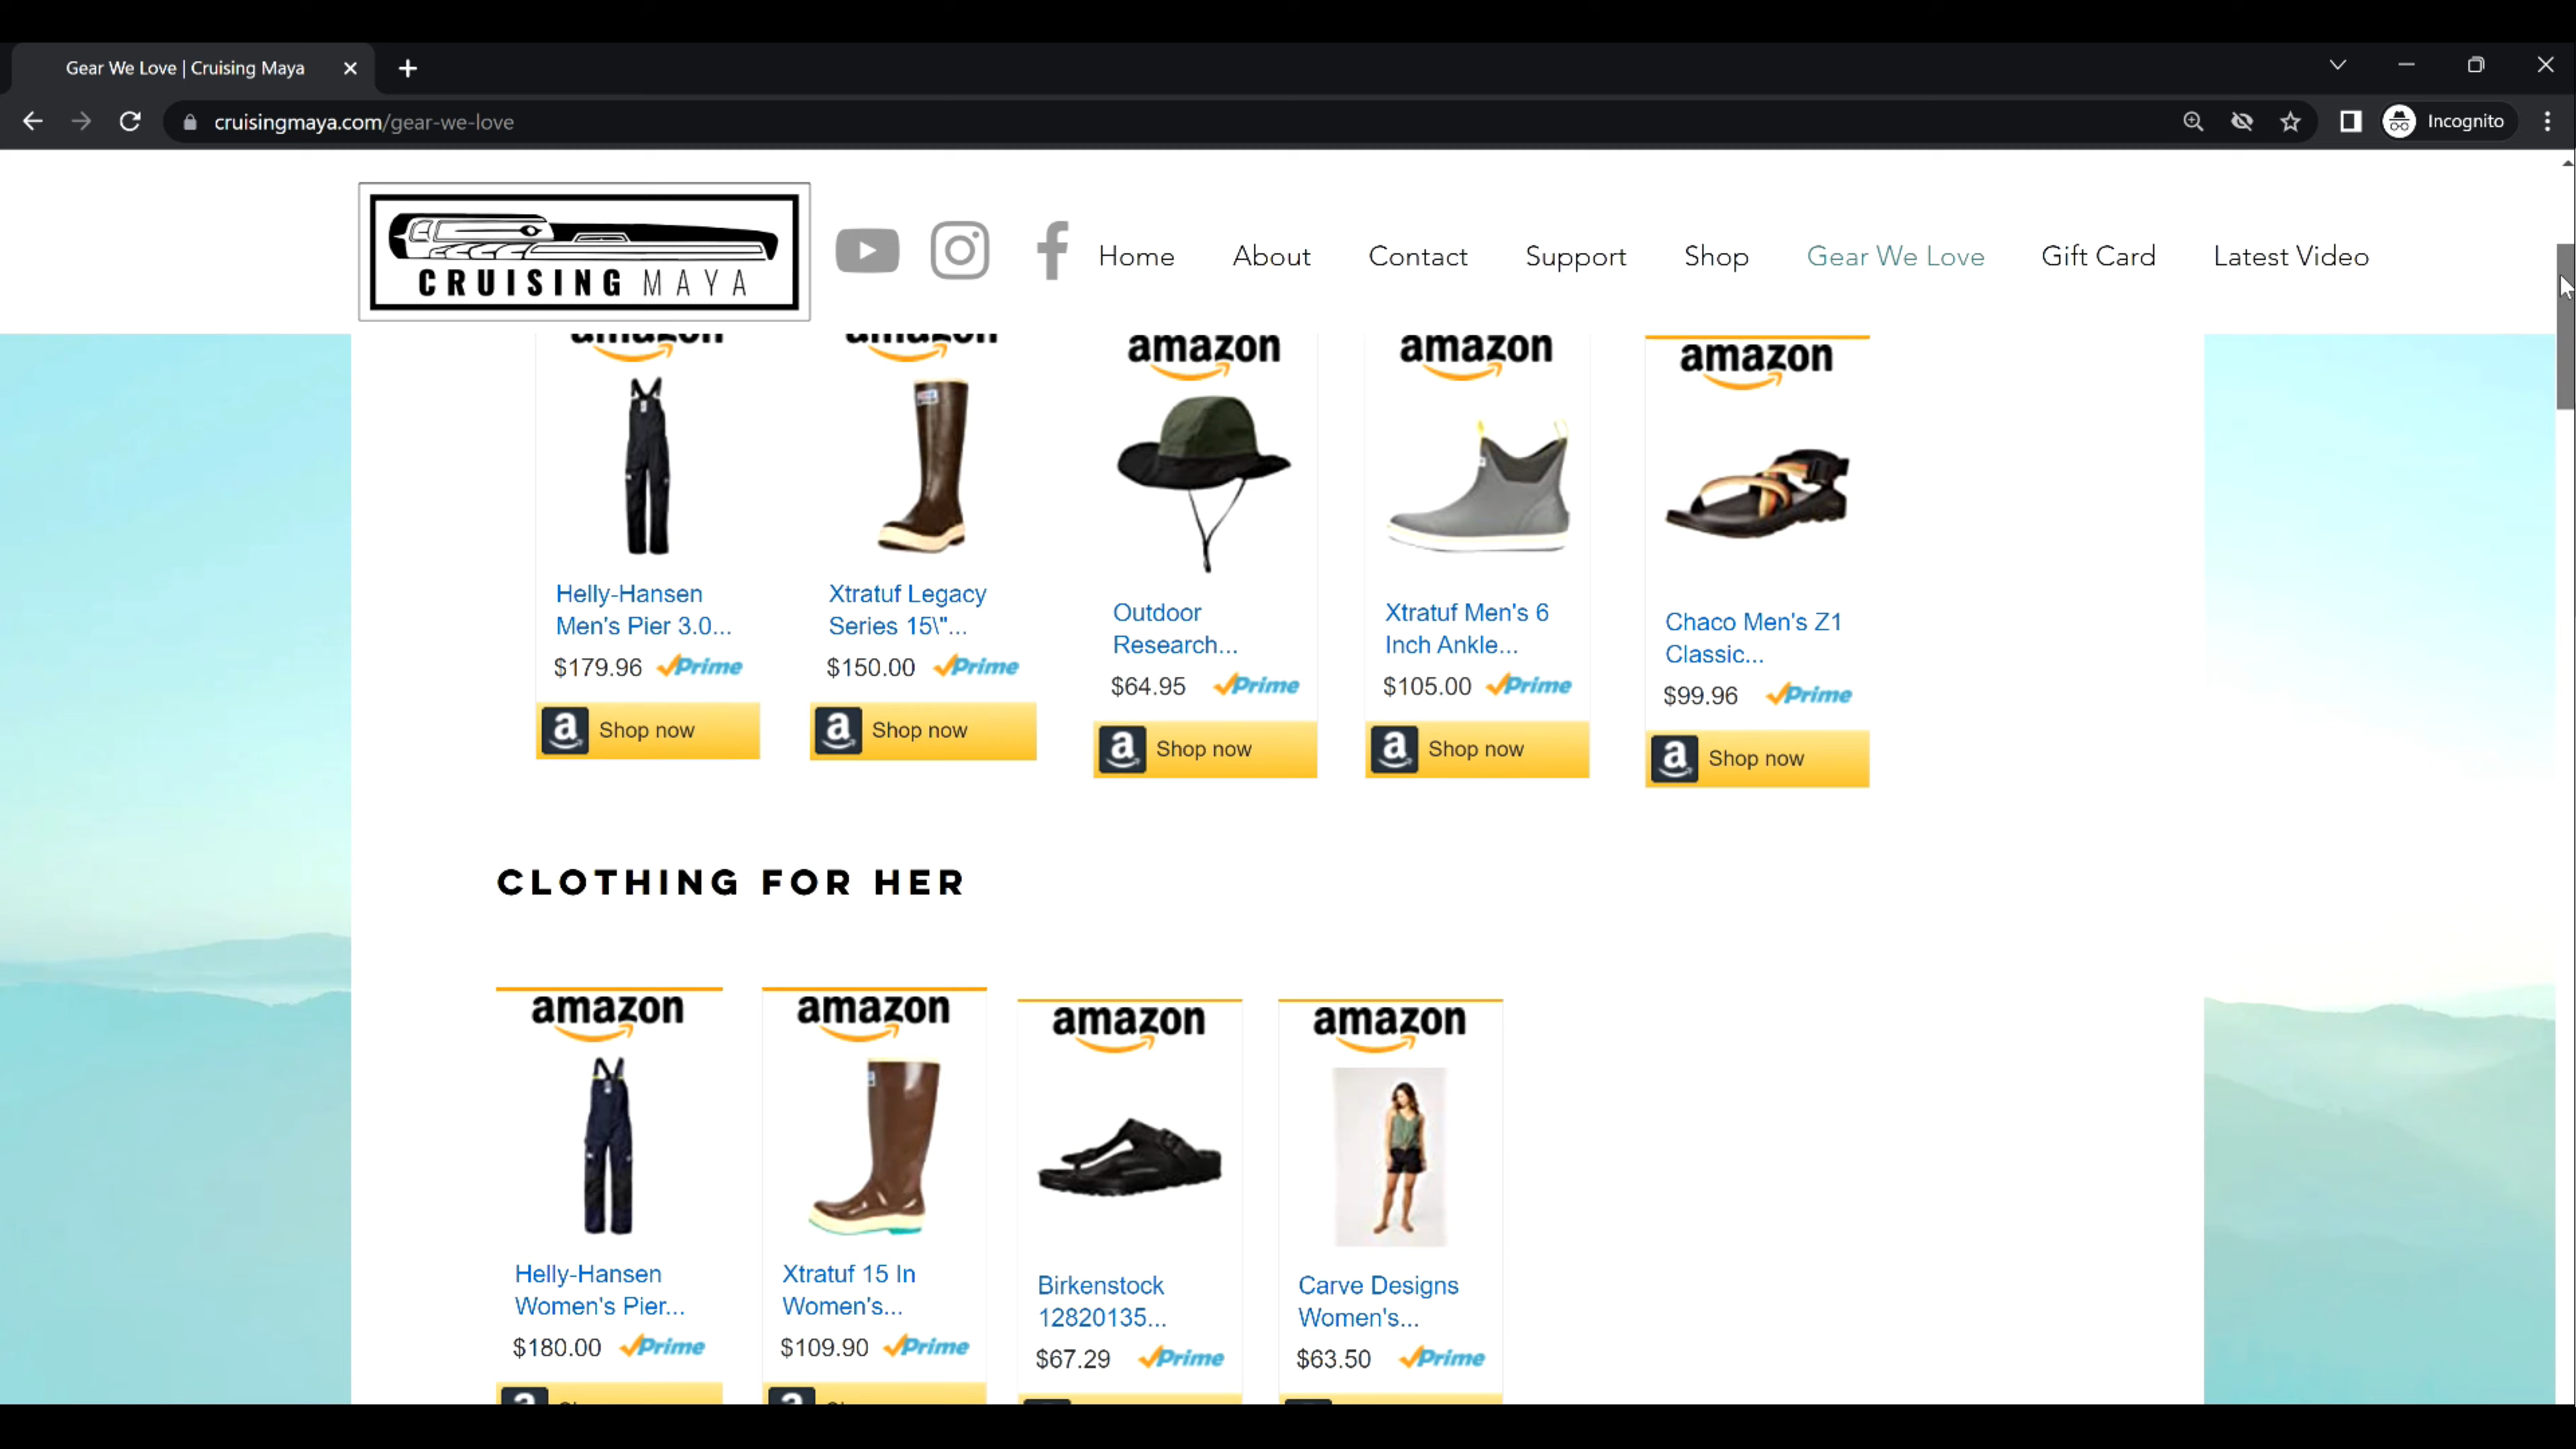 Gear We Love | Cruising Maya
cruisingmaya.com/gear-we-love
Incognito
CRUISING MAYA
Home
About
Contact
Support
Shop
Gear We Love
Gift Card
Latest Video
amazon
amazon
amazon
amazon
amazon
Helly-Hansen
Men's Pier 3.0...
$179.96 Prime
a Shop now
Xtratuf Legacy
Series 15\"...
$150.00 Prime
a Shop now
Outdoor
Research...
$64.95 Prime
a Shop now
Xtratuf Men's 6
Inch Ankle...
$105.00 Prime
a Shop now
Chaco Men's Z1
Classic...
$99.96 Prime
a Shop now
CLOTHING FOR HER
amazon
Helly-Hansen
Women's Pier...
$180.00 Prime
amazon
Xtratuf 15 In
Women's...
$109.90 Prime
amazon
Birkenstock
12820135...
$67.29 Prime
amazon
Carve Designs
Women's...
$63.50 Prime